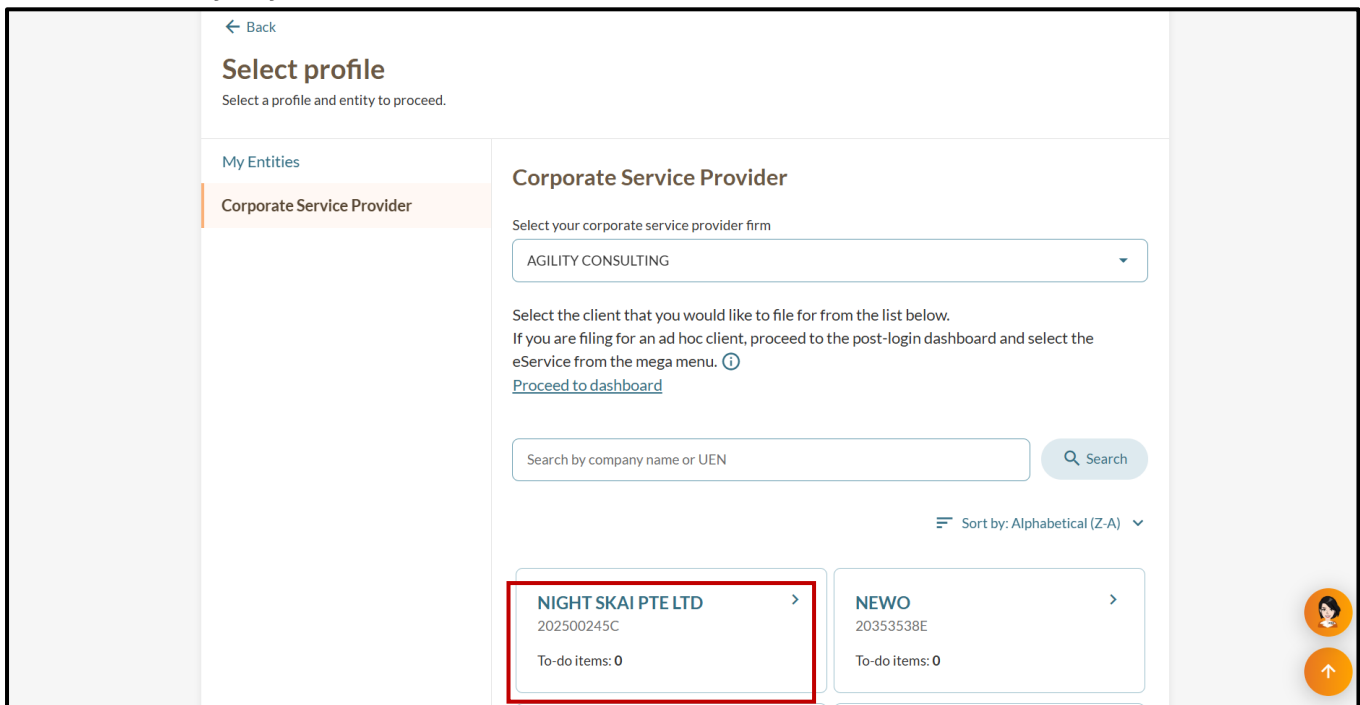 Back
Select profile
Select a profile and entity to proceed.
My Entities
Corporate Service Provider
Corporate Service Provider
Select your corporate service provider firm
AGILITY CONSULTING
Select the client that you would like to file for from the list below.
If you are filing for an ad hoc client, proceed to the post-login dashboard and select the
eService from the mega menu.
Proceed to dashboard
Search by company name or UEN
Search
Sort by: Alphabetical (Z-A)
NIGHT SKAI PTE LTD
202500245C
To-do items: 0
NEWO
20353538E
To-do items: 0